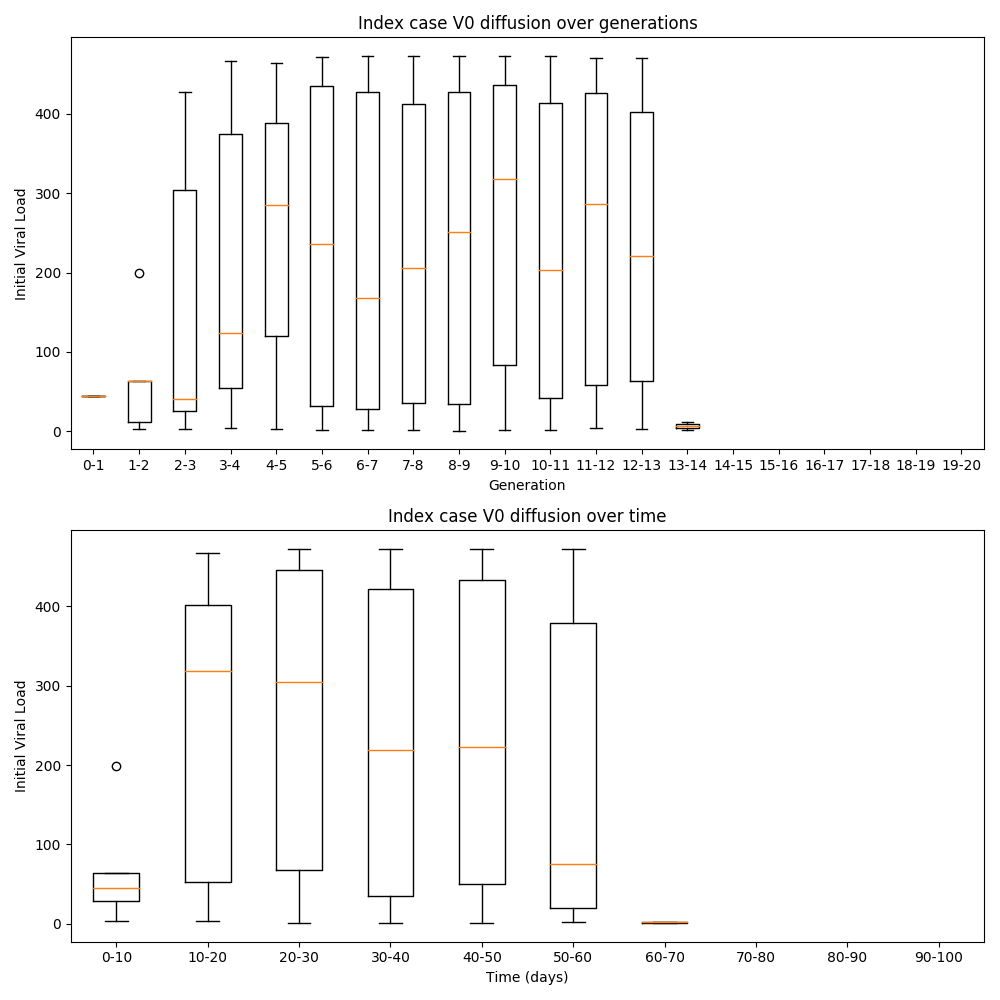 Index case V0 diffusion over generations
Initial Viral Load
400
300
200
100
0
0-1 1-2 2-3 3-4 4-5 5-6 6-7 7-8 8-9 9-10 10-11 11-12 12-13 13-14 14-15 15-16 16-17 17-18 18-19 19-20
Generation
Index case V0 diffusion over time
Initial Viral Load
400
300
200
100
0
0-10 10-20 20-30 30-40 40-50 50-60 60-70 70-80 80-90 90-100
Time (days)